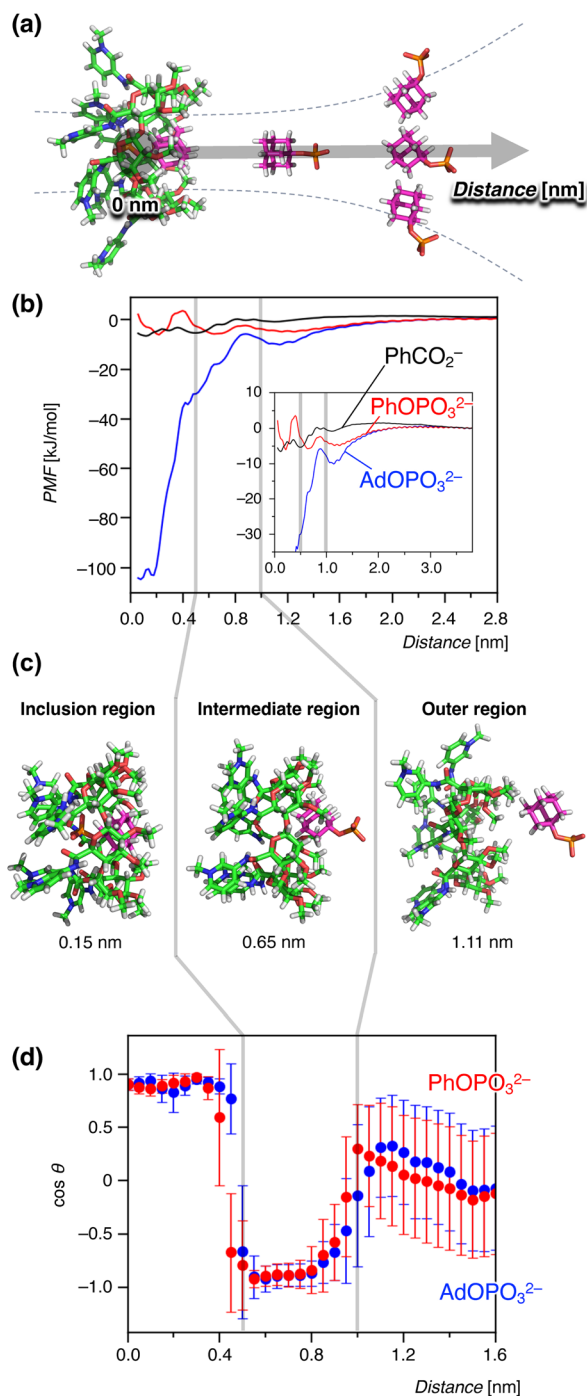 (a)
0 nm
Distance [nm]
(b)
PMF [kJ/mol]
0
−20
−40
−60
−80
−100
0.0
0.4
0.8
1.2
1.6
2.0
2.4
2.8
Distance [nm]
10
5
0
−10
−20
−30
0.0
1.0
2.0
3.0
PhCO₂⁻
PhOPO₃²⁻
AdOPO₃²⁻
(c)
Inclusion region
Intermediate region
Outer region
0.15 nm
0.65 nm
1.11 nm
(d)
cos θ
1.0
0.5
0
−0.5
−1.0
0.0
0.4
0.8
1.2
1.6
PhOPO₃²⁻
AdOPO₃²⁻
Distance [nm]